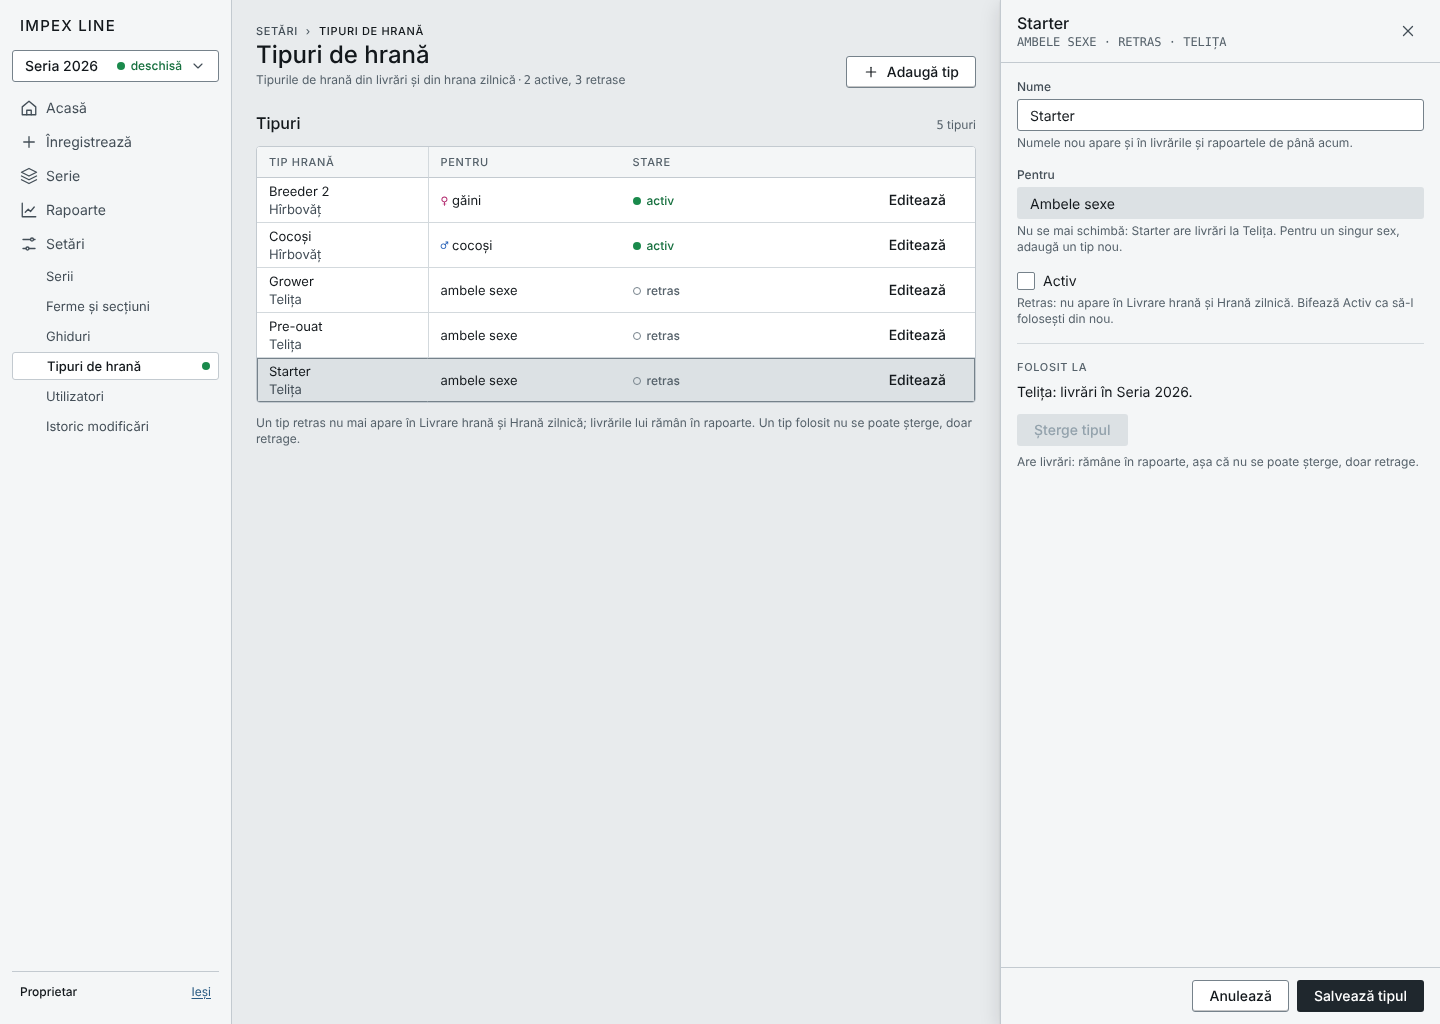 IMPEX LINE
Seria 2026 deschisă
Acasă
Înregistrează
Serie
Rapoarte
Setări
Serii
Ferme și secțiuni
Ghiduri
Tipuri de hrană
Utilizatori
Istoric modificări
Proprietar Ieși
SETĂRI › TIPURI DE HRANĂ
Tipuri de hrană
Tipurile de hrană din livrări și din hrana zilnică · 2 active, 3 retrase
Adaugă tip
Tipuri 5 tipuri
TIP HRANĂ PENTRU STARE
Breeder 2
Hîrbovăț
♀ găini activ Editează
Cocoși
Hîrbovăț
♂ cocoși activ Editează
Grower
Telița
ambele sexe retras Editează
Pre-ouat
Telița
ambele sexe retras Editează
Starter
Telița
ambele sexe retras Editează
Un tip retras nu mai apare în Livrare hrană și Hrană zilnică; livrările lui rămân în rapoarte. Un tip folosit nu se poate șterge, doar
retrage.
Starter
AMBELE SEXE · RETRAS · TELIȚA
Nume
Starter
Numele nou apare și în livrările și rapoartele de până acum.
Pentru
Ambele sexe
Nu se mai schimbă: Starter are livrări la Telița. Pentru un singur sex,
adaugă un tip nou.
Activ
Retras: nu apare în Livrare hrană și Hrană zilnică. Bifează Activ ca să-l
folosești din nou.
FOLOSIT LA
Telița: livrări în Seria 2026.
Șterge tipul
Are livrări: rămâne în rapoarte, așa că nu se poate șterge, doar retrage.
Anulează
Salvează tipul